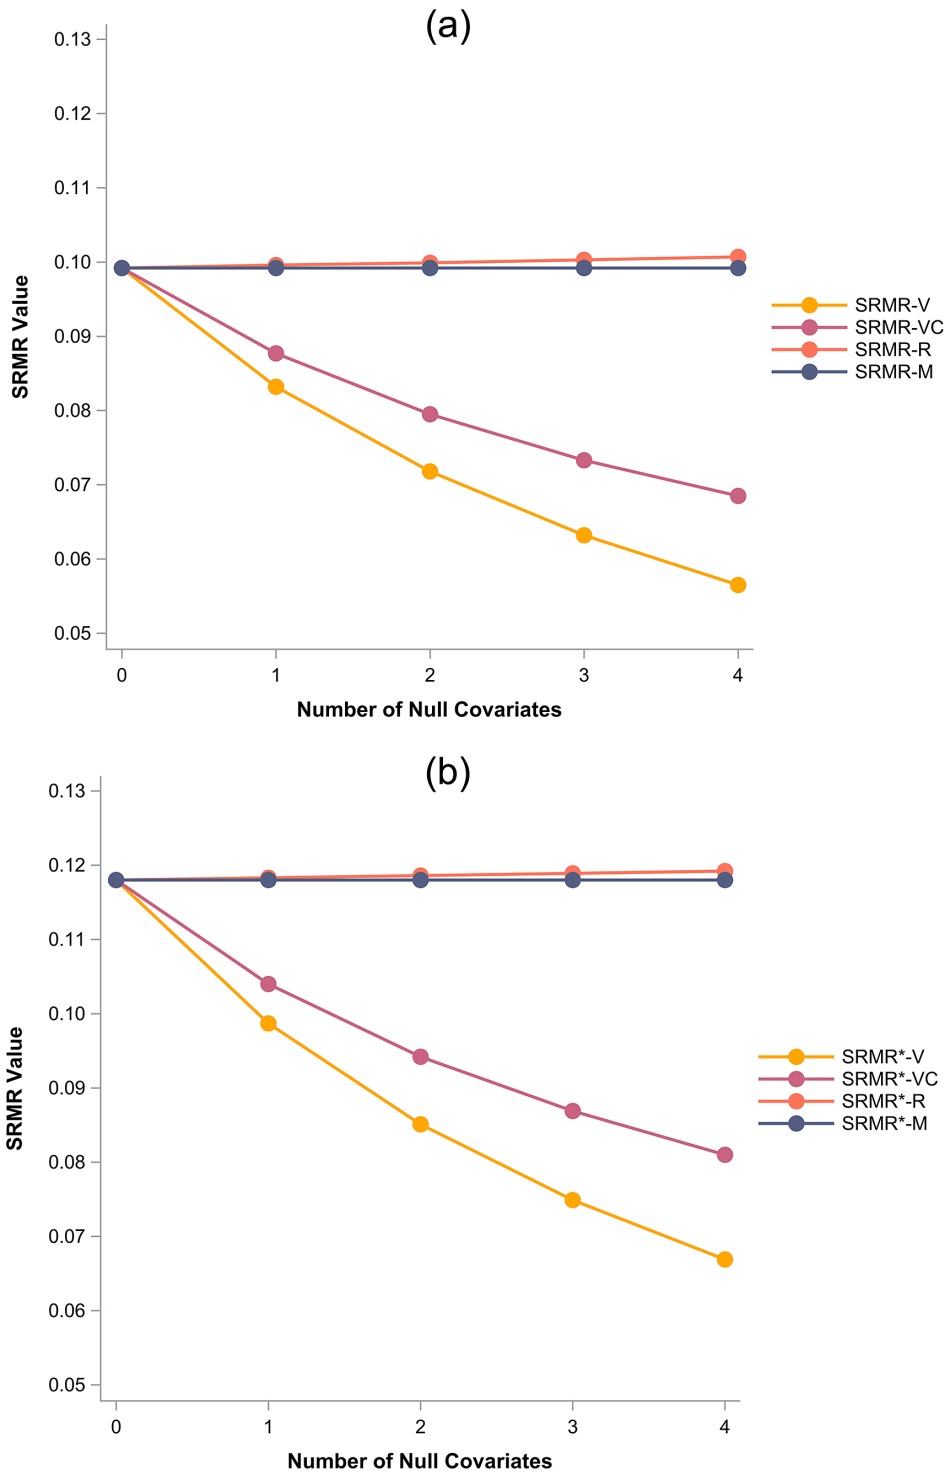 (a)
0.13
0.12
0.11
0.10
0.09
0.08
0.07
0.06
0.05
SRMR Value
0 1 2 3 4
Number of Null Covariates
SRMR-V
SRMR-VC
SRMR-R
SRMR-M
(b)
0.13
0.12
0.11
0.10
0.09
0.08
0.07
0.06
0.05
SRMR Value
0 1 2 3 4
Number of Null Covariates
SRMR*-V
SRMR*-VC
SRMR*-R
SRMR*-M